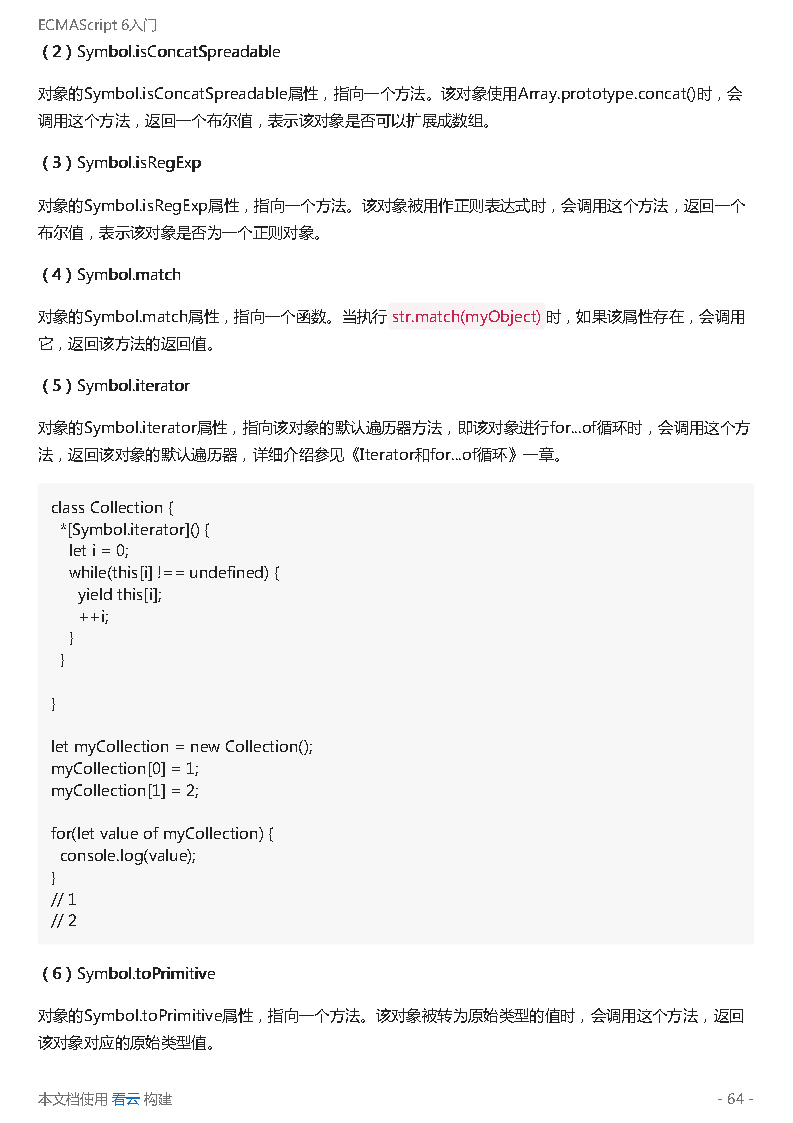 ECMAScript 6入门
（2）Symbol.isConcatSpreadable
对象的Symbol.isConcatSpreadable属性，指向一个方法。该对象使用Array.prototype.concat()时，会
调用这个方法，返回一个布尔值，表示该对象是否可以扩展成数组。
（3）Symbol.isRegExp
对象的Symbol.isRegExp属性，指向一个方法。该对象被用作正则表达式时，会调用这个方法，返回一个
布尔值，表示该对象是否为一个正则对象。
（4）Symbol.match
对象的Symbol.match属性，指向一个函数。当执行 str.match(myObject) 时，如果该属性存在，会调用
它，返回该方法的返回值。
（5）Symbol.iterator
对象的Symbol.iterator属性，指向该对象的默认遍历器方法，即该对象进行for...of循环时，会调用这个方
法，返回该对象的默认遍历器，详细介绍参见《Iterator和for...of循环》一章。
class Collection {
  *[Symbol.iterator]() {
    let i = 0;
    while(this[i] !== undefined) {
      yield this[i];
      ++i;
    }
  }
}
let myCollection = new Collection();
myCollection[0] = 1;
myCollection[1] = 2;
for(let value of myCollection) {
  console.log(value);
}
// 1
// 2
（6）Symbol.toPrimitive
对象的Symbol.toPrimitive属性，指向一个方法。该对象被转为原始类型的值时，会调用这个方法，返回
该对象对应的原始类型值。
本文档使用 看云 构建
- 64 -